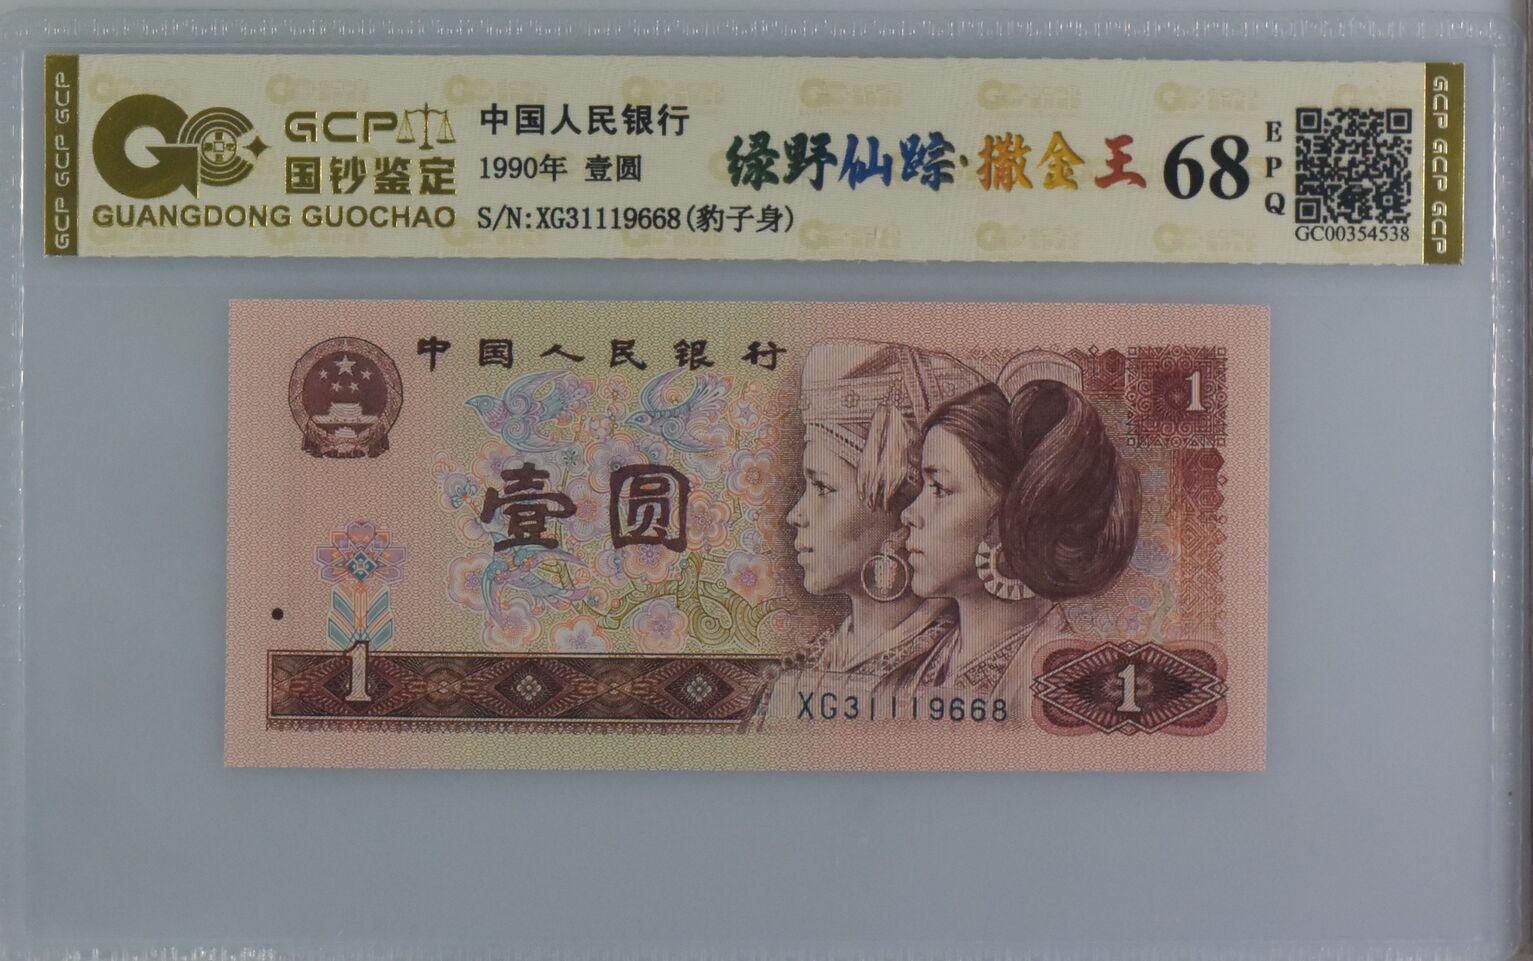 GCP GCP GCP
GCP
国钞鉴定
GUANGDONG GUOCHAO
中国人民银行
1990年 壹圆
S/N:XG31119668(豹子身)
绿野仙踪·撒金王
68
EPQ
GC00354538
GCP GCP GCP
中国人民银行
1
壹圆
1
XG31119668
1